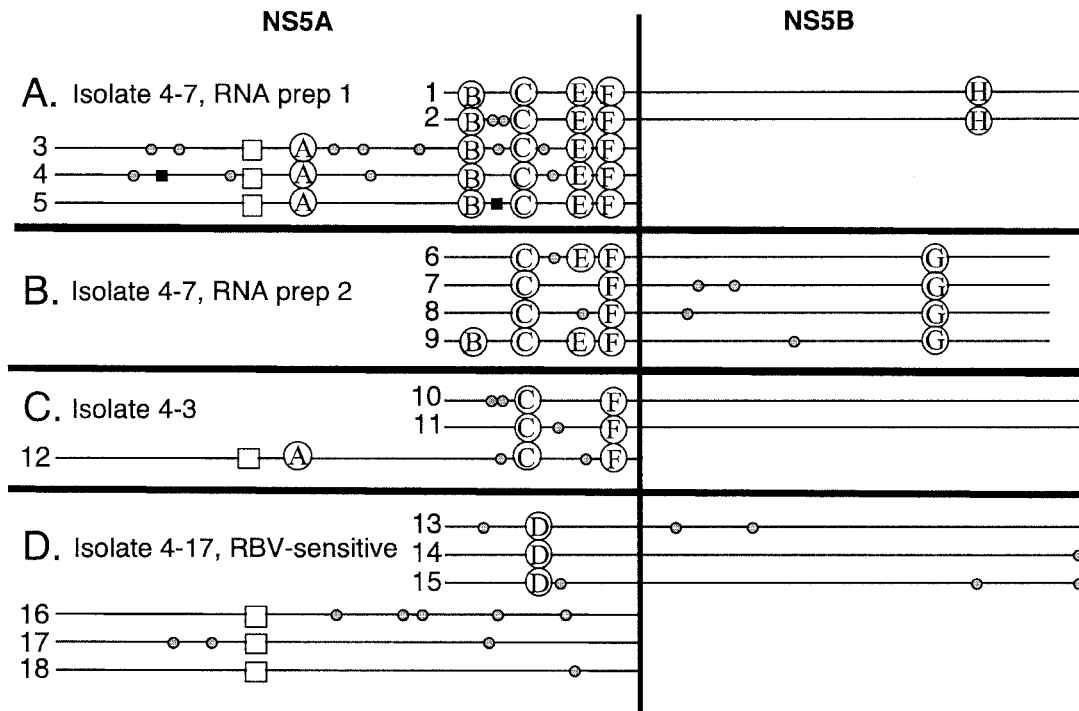 NS5A NS5B
A. Isolate 4-7, RNA prep 1
1 B C E F H
2 B C E F H
3 A B C E F
4 A B C E F
5 A B C E F
B. Isolate 4-7, RNA prep 2
6 C E F G
7 C F G
8 C F G
9 B C E F G
C. Isolate 4-3
10 C F
11 C F
12 A C F
D. Isolate 4-17, RBV-sensitive
13 D
14 D
15 D
16
17
18